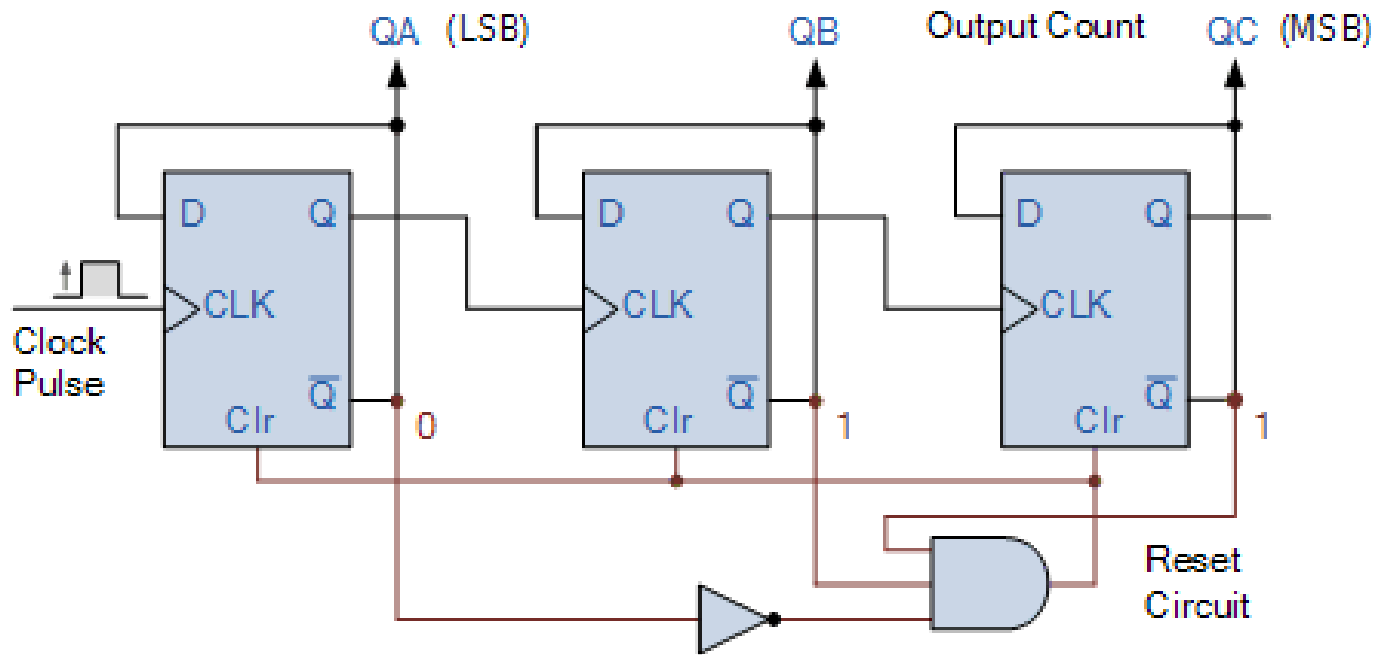 QA (LSB)
QB
Output Count
QC (MSB)
D Q
D Q
D Q
CLK
CLK
CLK
Clock
Pulse
Q̅
Q̅
Q̅
Clr
0
Clr
1
Clr
1
Reset
Circuit